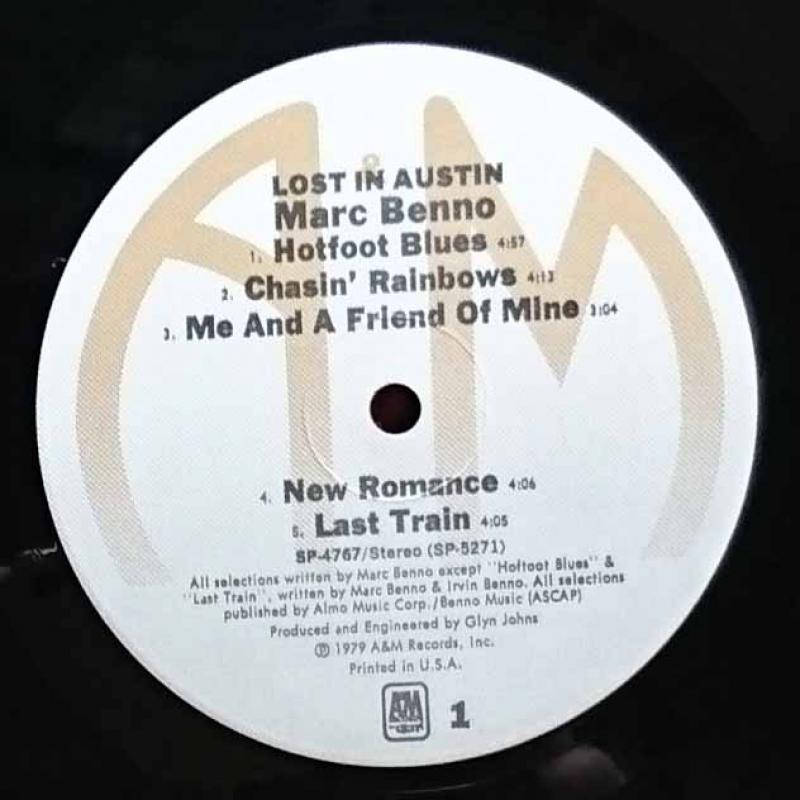 LOST IN AUSTIN
Marc Benno
1. Hotfoot Blues 4:57
2. Chasin' Rainbows 4:13
3. Me And A Friend Of Mine 3:04
4. New Romance 4:06
5. Last Train 4:05
SP-4767/Stereo (SP-5271)
All selections written by Marc Benno except "Hotfoot Blues" &
"Last Train", written by Marc Benno & Irvin Benno. All selections
published by Almo Music Corp./Benno Music (ASCAP)
Produced and Engineered by Glyn Johns
℗ 1979 A&M Records, Inc.
Printed in U.S.A.
A&M 1